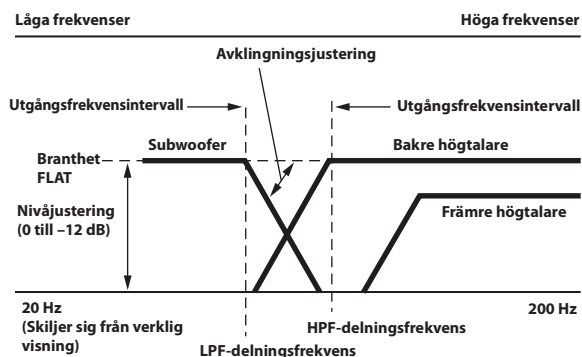 Låga frekvenser
Höga frekvenser
Avklingningsjustering
Utgångsfrekvensintervall
Utgångsfrekvensintervall
Subwoofer
Bakre högtalare
Branthet
FLAT
Nivåjustering
(0 till –12 dB)
Främre högtalare
20 Hz
(Skiljer sig från verklig
visning)
200 Hz
HPF-delningsfrekvens
LPF-delningsfrekvens